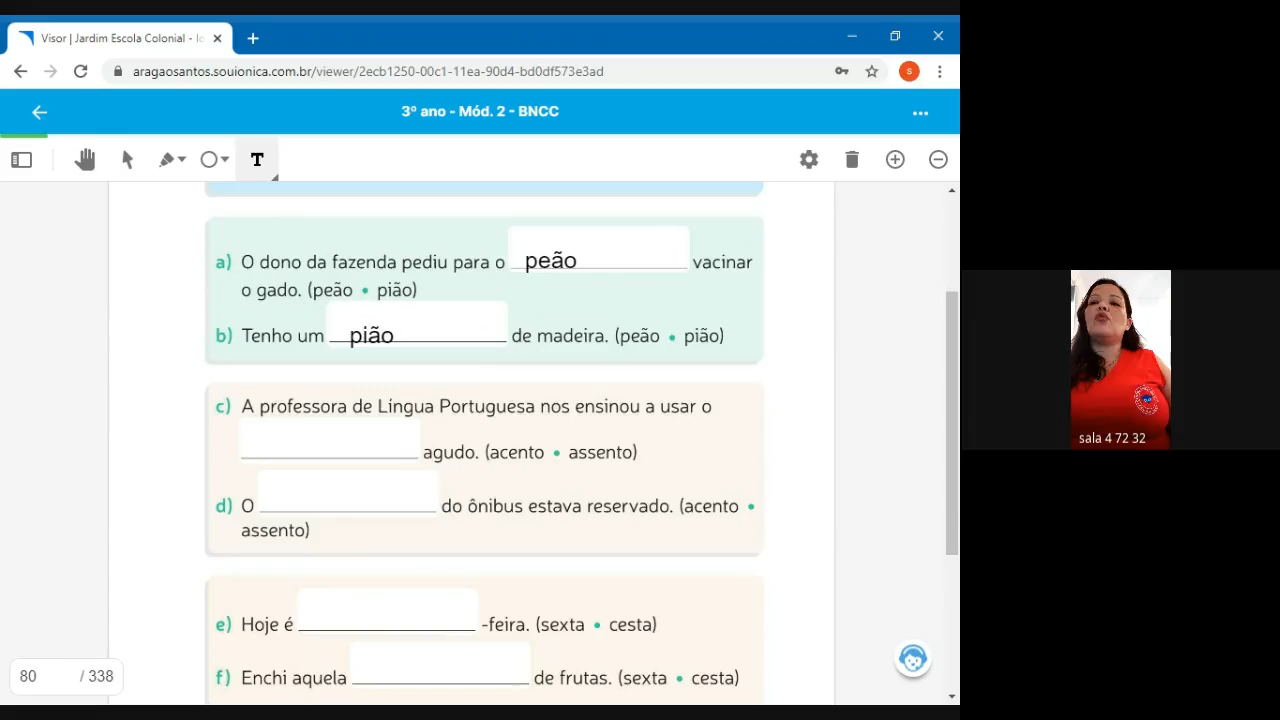 Visor | Jardim Escola Colonial - Io
aragaosantos.souionica.com.br/viewer/2ecb1250-00c1-11ea-90d4-bd0df573e3ad
s
3º ano - Mód. 2 - BNCC
T
a) O dono da fazenda pediu para o peão vacinar
o gado. (peão • pião)
b) Tenho um pião de madeira. (peão • pião)
c) A professora de Língua Portuguesa nos ensinou a usar o
agudo. (acento • assento)
d) O do ônibus estava reservado. (acento •
assento)
e) Hoje é -feira. (sexta • cesta)
f) Enchi aquela de frutas. (sexta • cesta)
80 / 338
sala 4 72 32